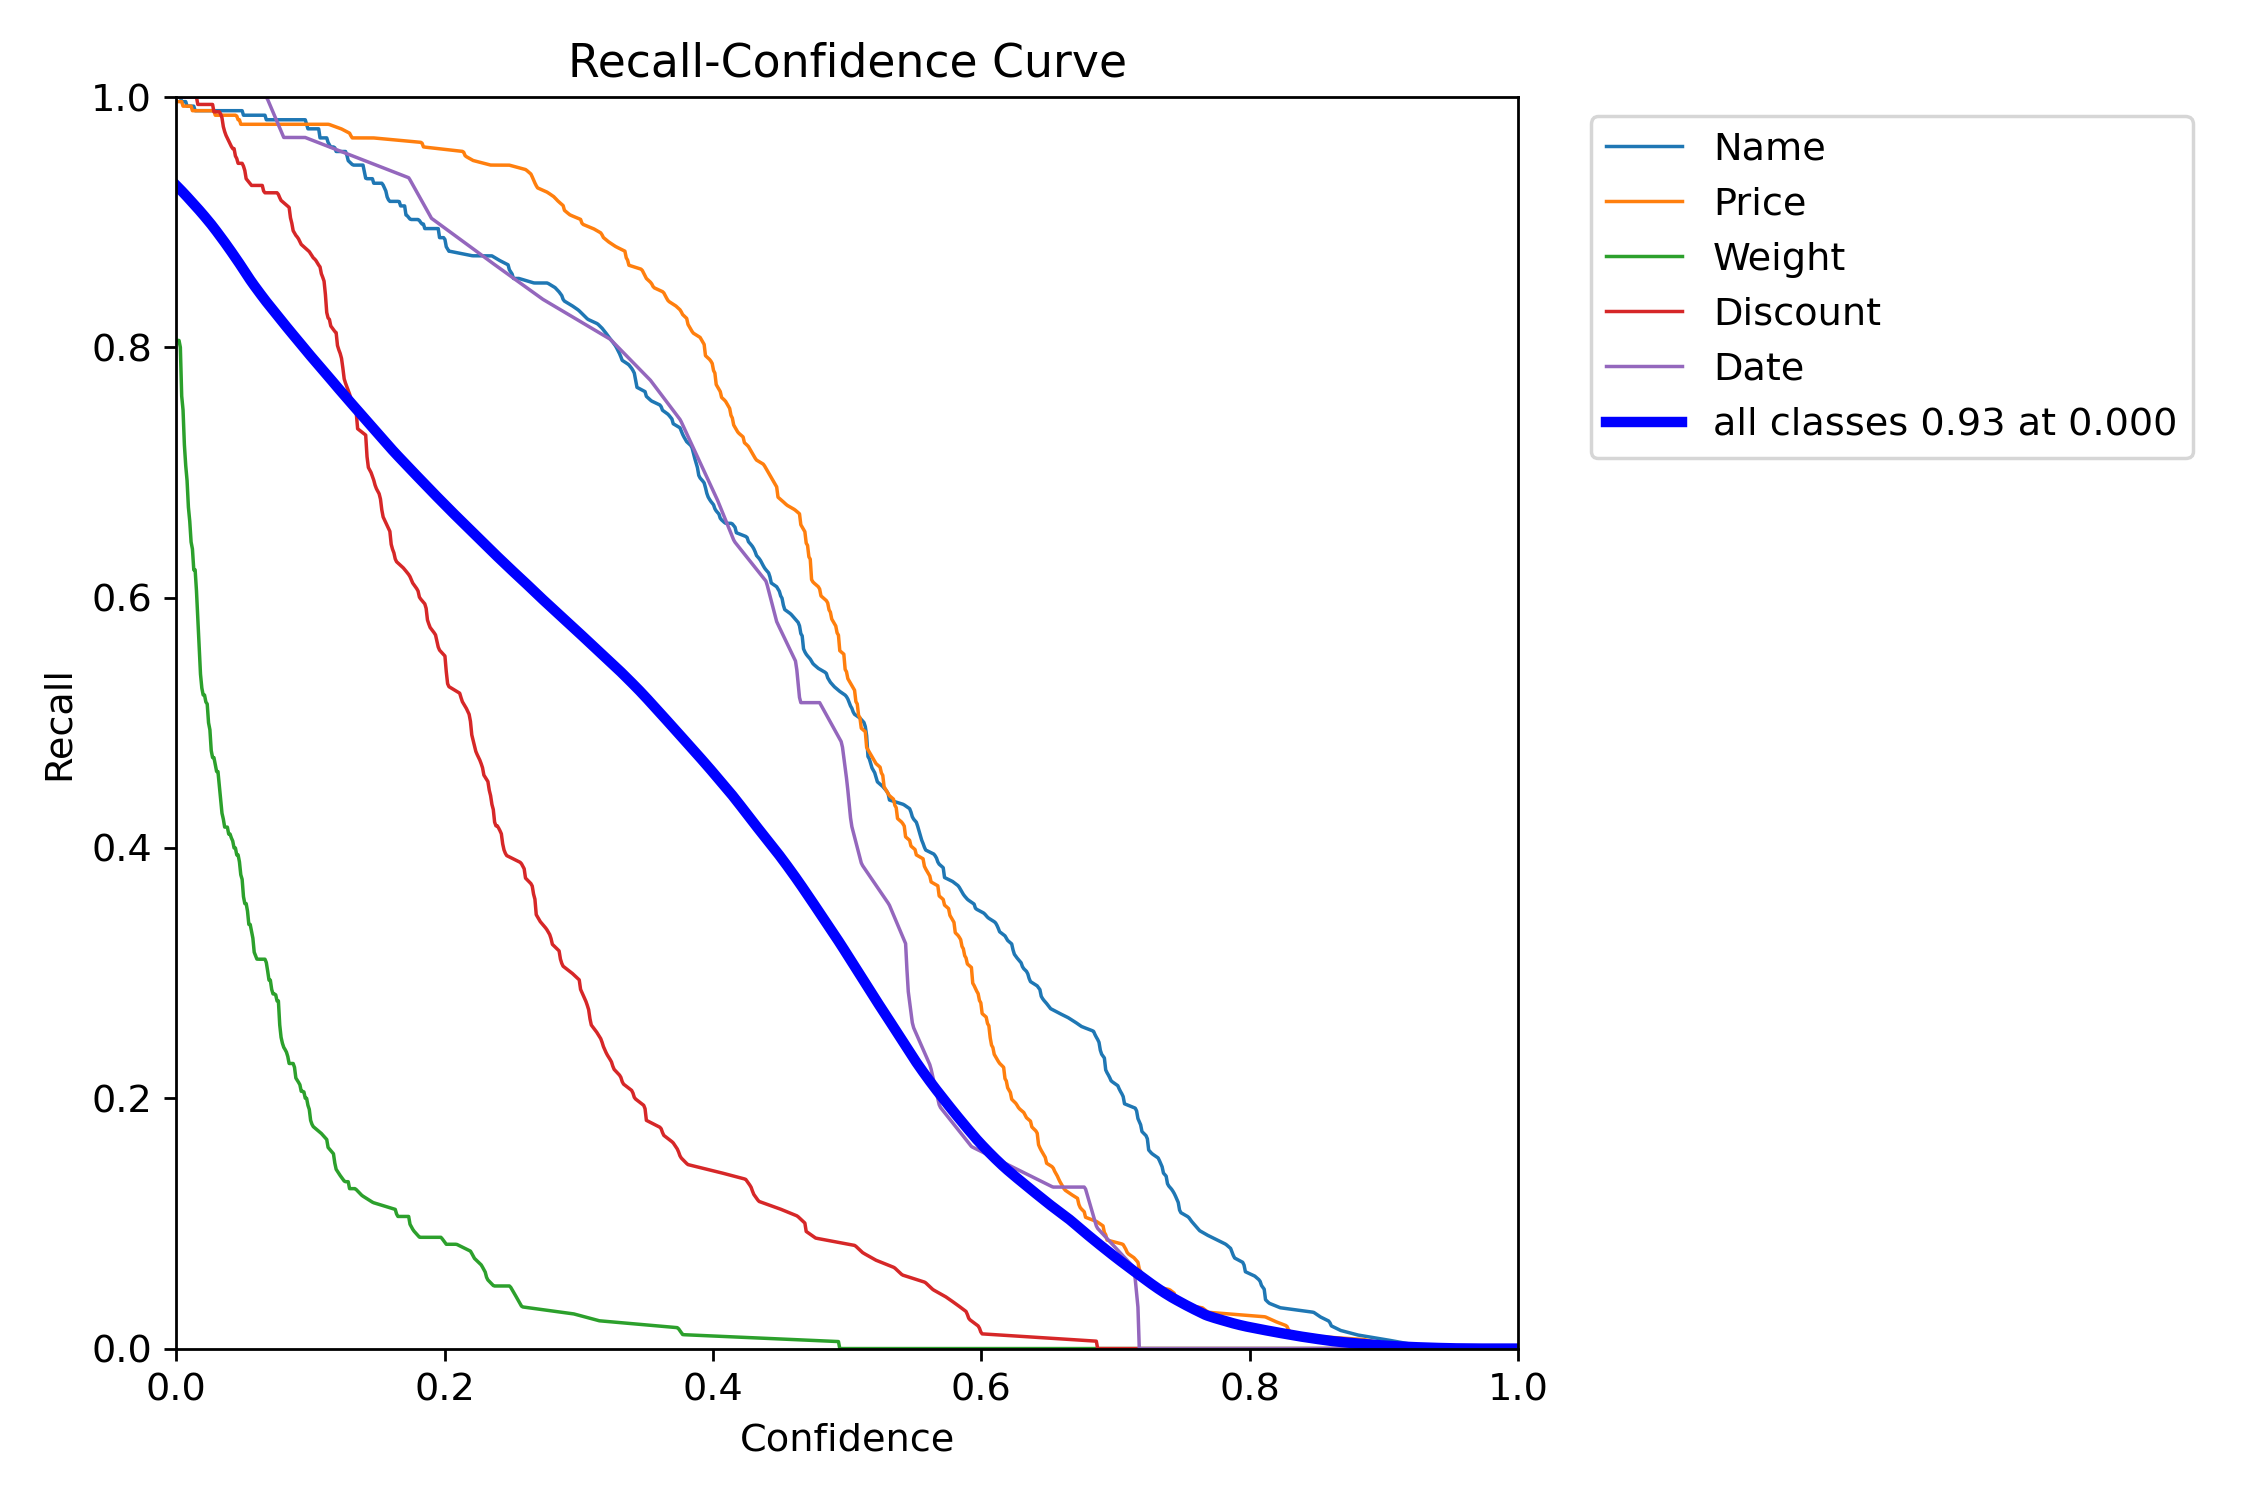 Recall-Confidence Curve
1.0
0.8
0.6
0.4
0.2
0.0
Recall
0.0 0.2 0.4 0.6 0.8 1.0
Confidence
Name
Price
Weight
Discount
Date
all classes 0.93 at 0.000